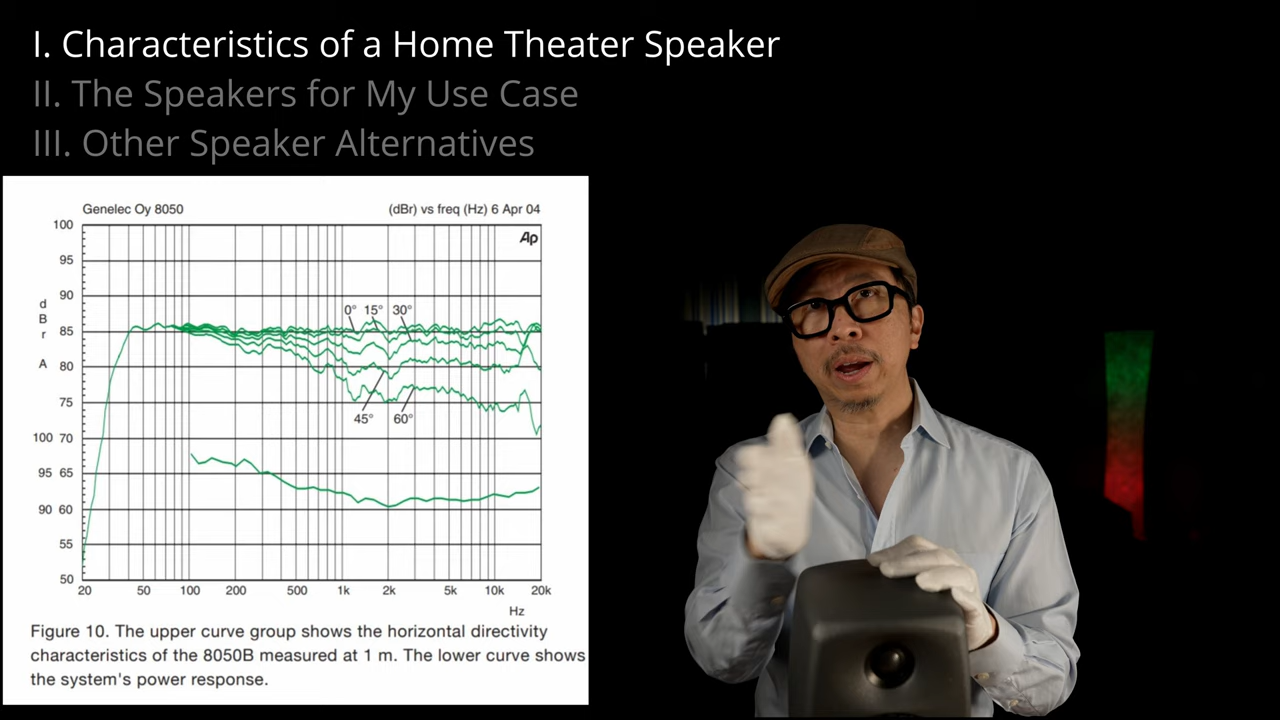 I. Characteristics of a Home Theater Speaker
II. The Speakers for My Use Case
III. Other Speaker Alternatives
Genelec Oy 8050 (dBr) vs freq (Hz) 6 Apr 04
Ap
100
95
90
d
B
r
A
85
80
75
100 70
95 65
90 60
55
50
0° 15° 30°
45° 60°
20 50 100 200 500 1k 2k 5k 10k 20k
Hz
Figure 10. The upper curve group shows the horizontal directivity
characteristics of the 8050B measured at 1 m. The lower curve shows
the system's power response.